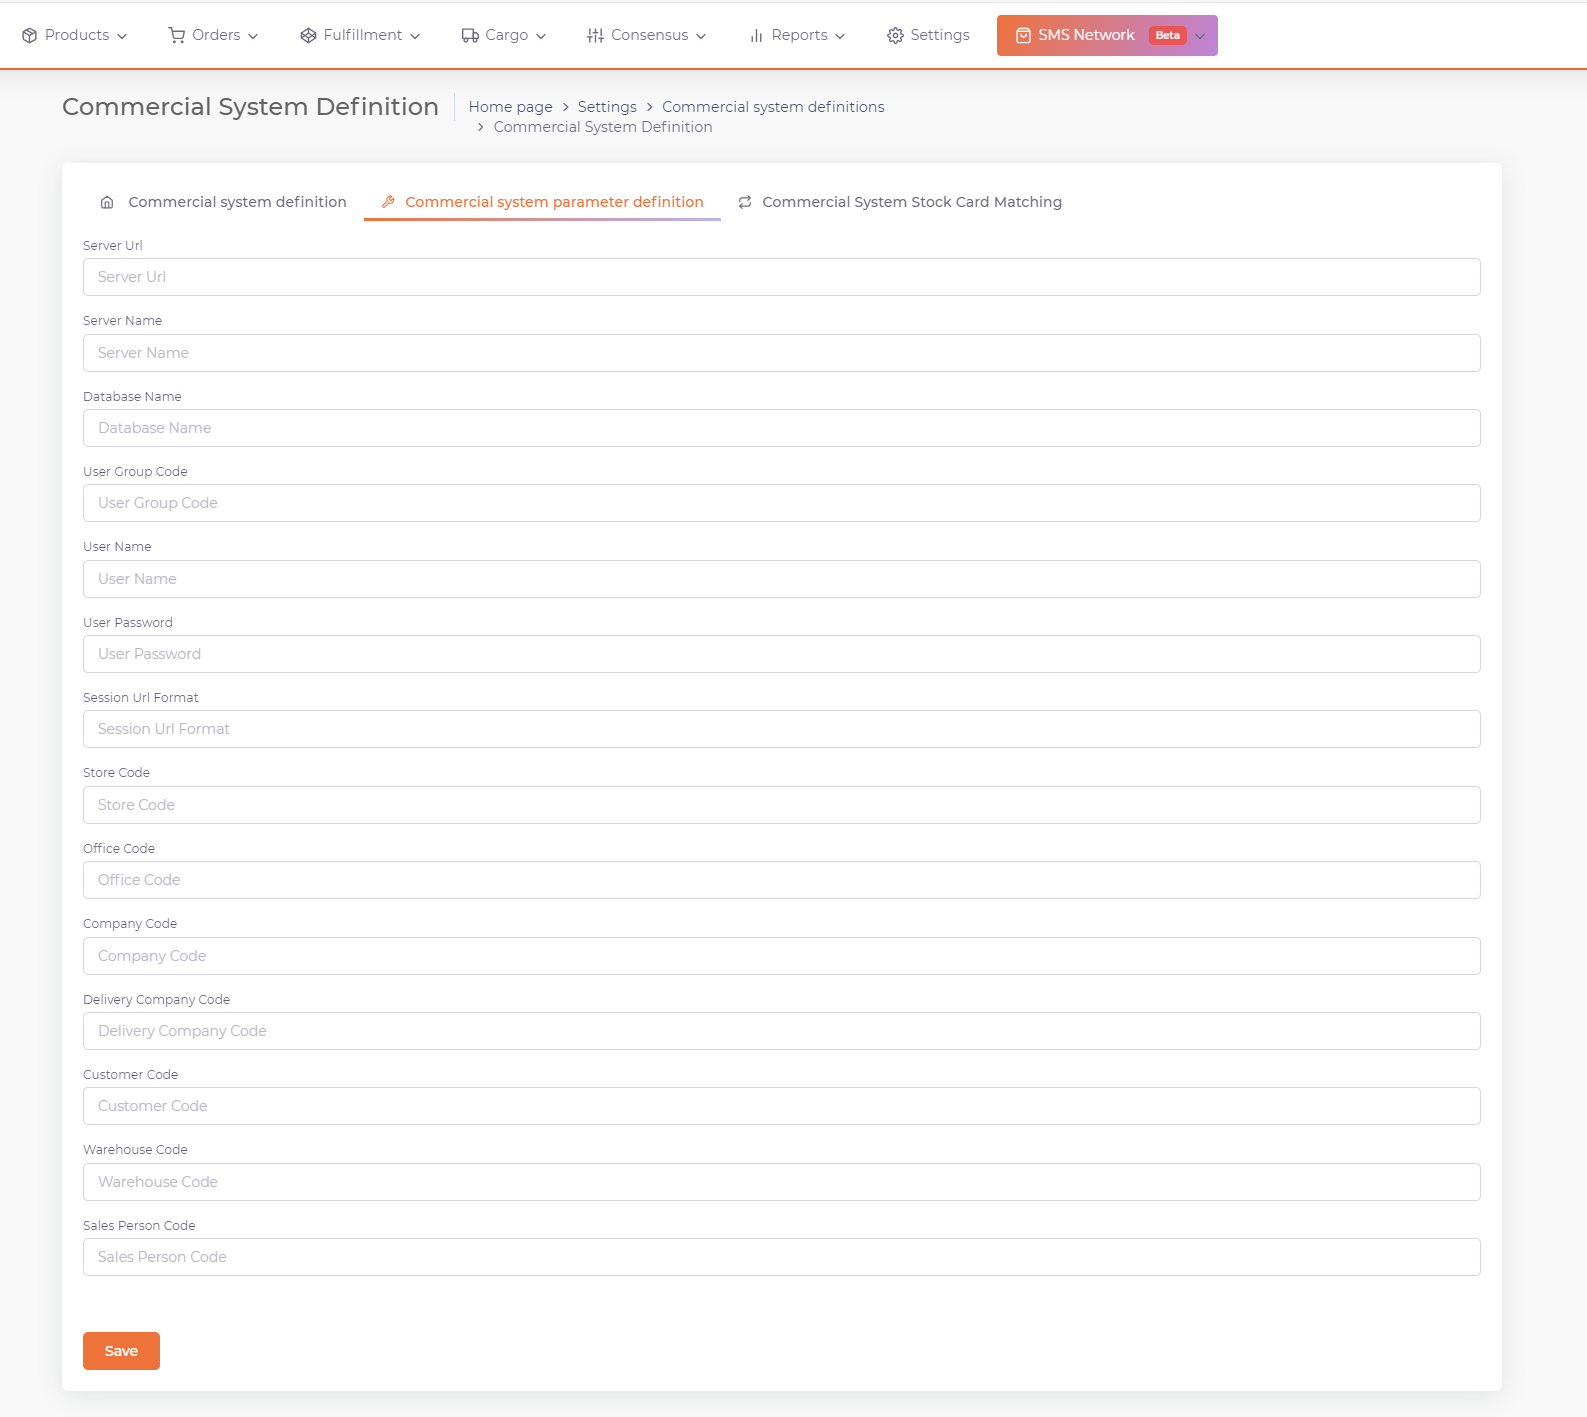 Products Orders Fulfillment Cargo Consensus Reports Settings SMS Network Beta
Commercial System Definition Home page > Settings > Commercial system definitions
> Commercial System Definition
Commercial system definition Commercial system parameter definition Commercial System Stock Card Matching
Server Url
Server Url
Server Name
Server Name
Database Name
Database Name
User Group Code
User Group Code
User Name
User Name
User Password
User Password
Session Url Format
Session Url Format
Store Code
Store Code
Office Code
Office Code
Company Code
Company Code
Delivery Company Code
Delivery Company Code
Customer Code
Customer Code
Warehouse Code
Warehouse Code
Sales Person Code
Sales Person Code
Save